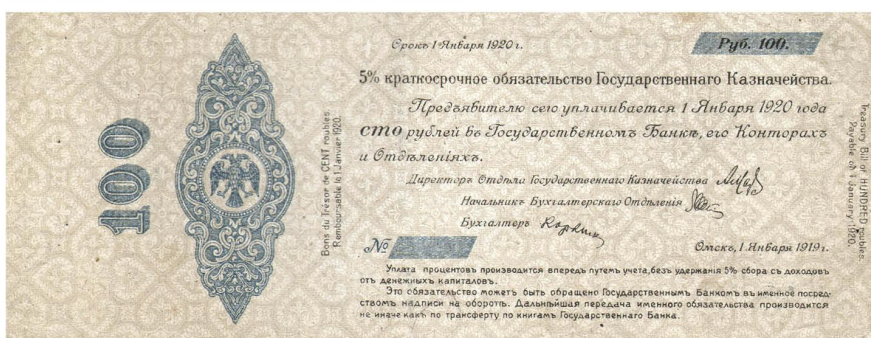 100
Bons du Trésor de CENT roubles.
Remboursable le 1 Janvier 1920.
Срокъ 1 Января 1920 г.
Руб. 100.
5% краткосрочное обязательство Государственнаго Казначейства.
Предъявителю сего уплачивается 1 Января 1920 года
сто рублей въ Государственномъ Банкѣ, его Конторахъ
и Отдѣленіяхъ.
Директоръ Отдѣла Государственнаго Казначейства
Начальникъ Бухгалтерскаго Отдѣленія
Бухгалтеръ
№
Омскъ, 1 Января 1919 г.
Уплата процентовъ производится впередъ путемъ учета, безъ удержанія 5% сбора съ доходовъ
отъ денежныхъ капиталовъ.
Это обязательство можетъ быть обращено Государственнымъ Банкомъ въ именное посред-
ствомъ надписи на оборотѣ. Дальнѣйшая передача именного обязательства производится
не иначе какъ по трансферту по книгамъ Государственнаго Банка.
Treasury Bill of HUNDRED roubles.
Payable at 1 January 1920.